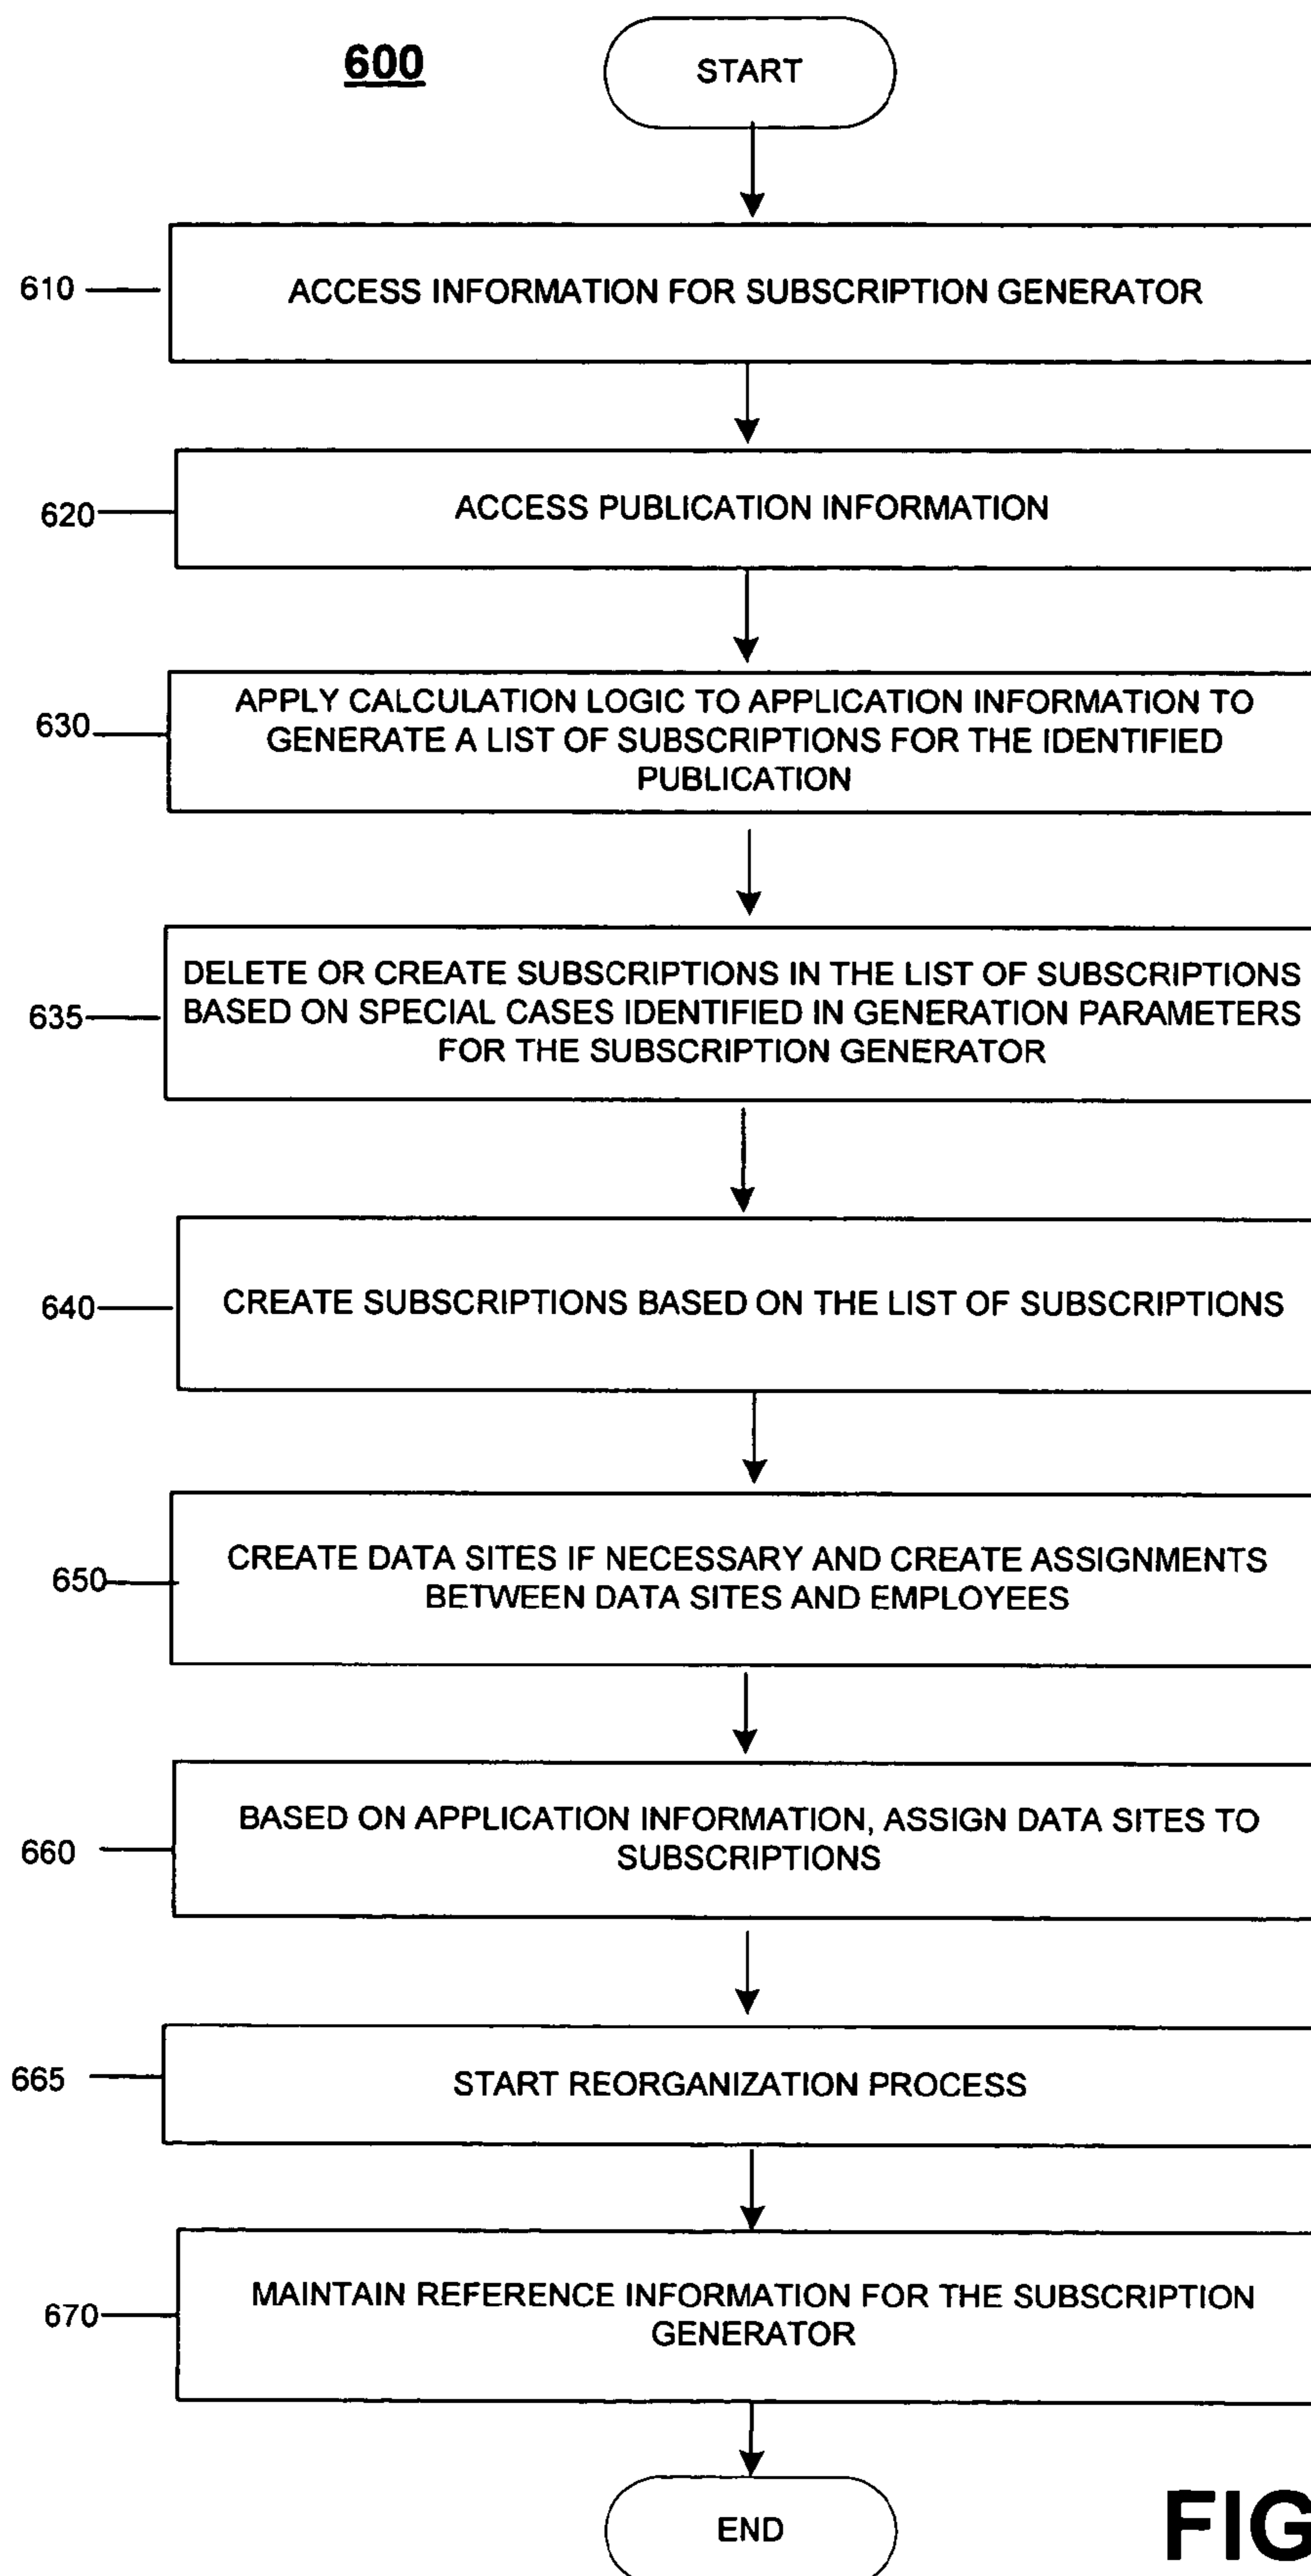 600
START
610
ACCESS INFORMATION FOR SUBSCRIPTION GENERATOR
620
ACCESS PUBLICATION INFORMATION
630
APPLY CALCULATION LOGIC TO APPLICATION INFORMATION TO
GENERATE A LIST OF SUBSCRIPTIONS FOR THE IDENTIFIED
PUBLICATION
635
DELETE OR CREATE SUBSCRIPTIONS IN THE LIST OF SUBSCRIPTIONS
BASED ON SPECIAL CASES IDENTIFIED IN GENERATION PARAMETERS
FOR THE SUBSCRIPTION GENERATOR
640
CREATE SUBSCRIPTIONS BASED ON THE LIST OF SUBSCRIPTIONS
650
CREATE DATA SITES IF NECESSARY AND CREATE ASSIGNMENTS
BETWEEN DATA SITES AND EMPLOYEES
660
BASED ON APPLICATION INFORMATION, ASSIGN DATA SITES TO
SUBSCRIPTIONS
665
START REORGANIZATION PROCESS
670
MAINTAIN REFERENCE INFORMATION FOR THE SUBSCRIPTION
GENERATOR
END
FIG